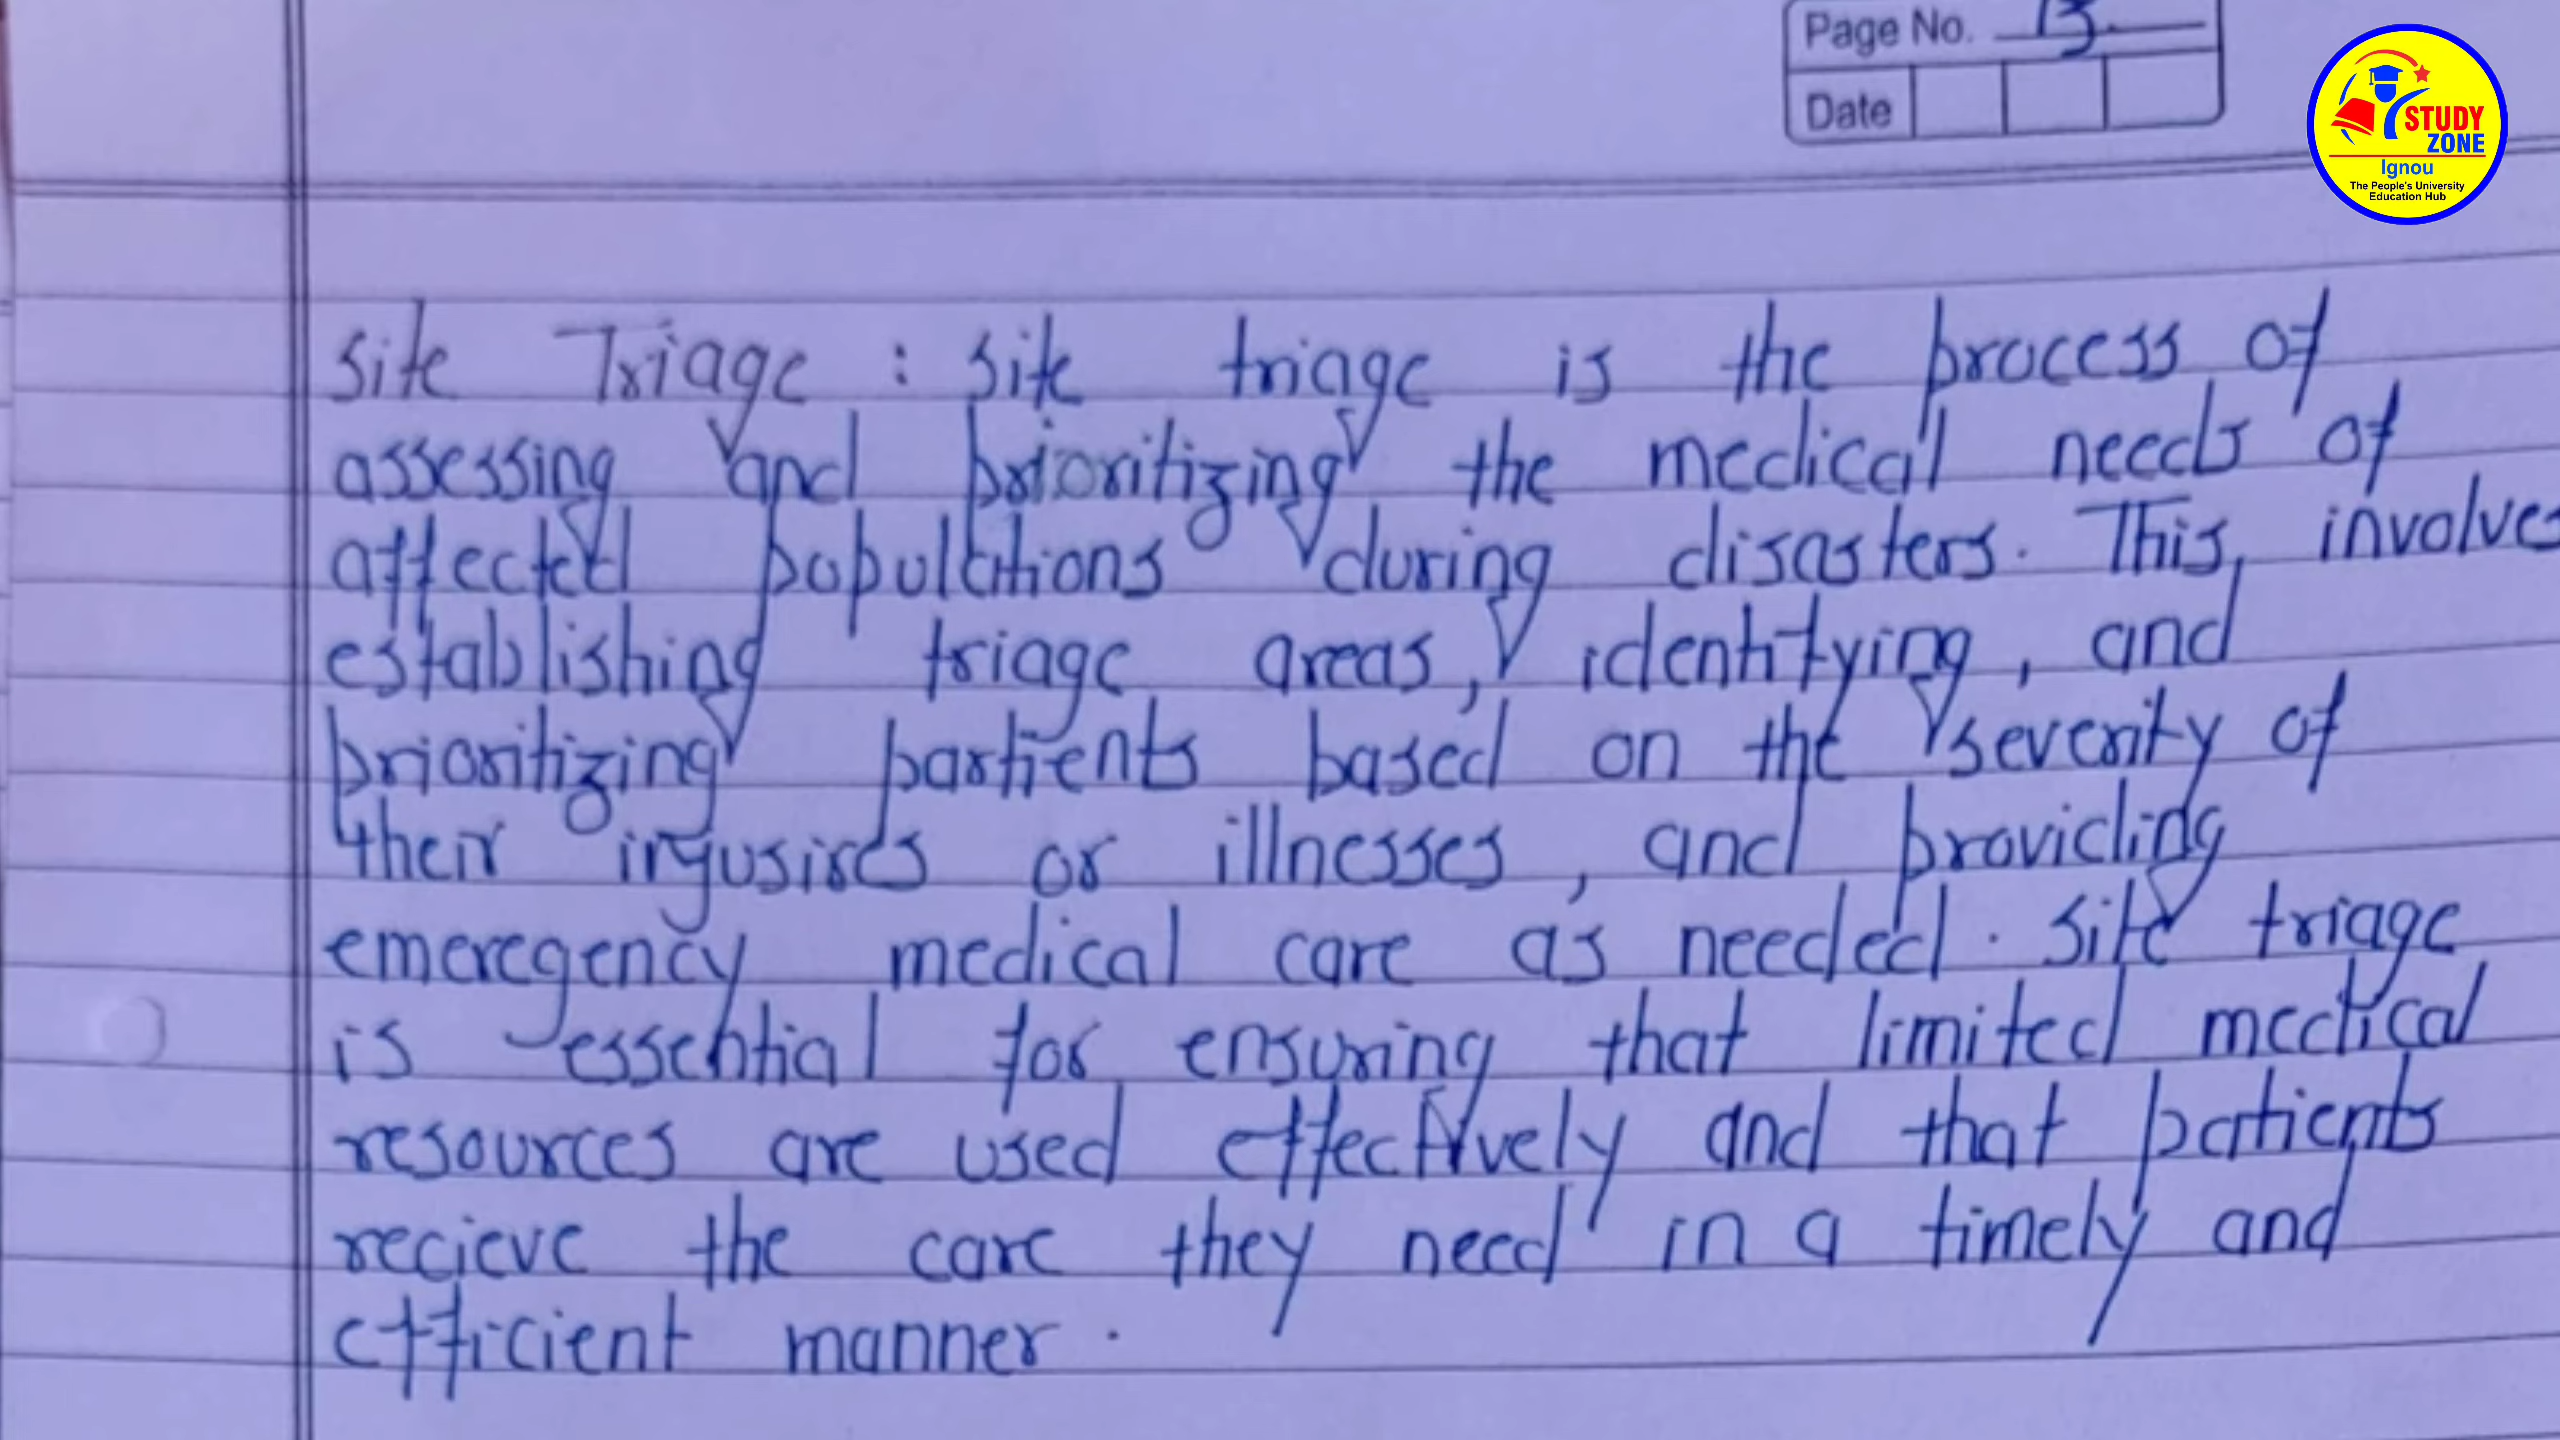 Page No. 13
Date
STUDY
ZONE
Ignou
The People's University
Education Hub
Site Triage : Site triage is the process of
assessing and prioritizing the medical needs of
affected populations during disasters. This, involves
establishing triage areas, identifying, and
prioritizing partients based on the severity of
their injusires or illnesses, and providing
emeregency medical care as needed. Site triage
is essential for ensuring that limited medical
resources are used effectively and that patients
recieve the care they need in a timely and
efficient manner.